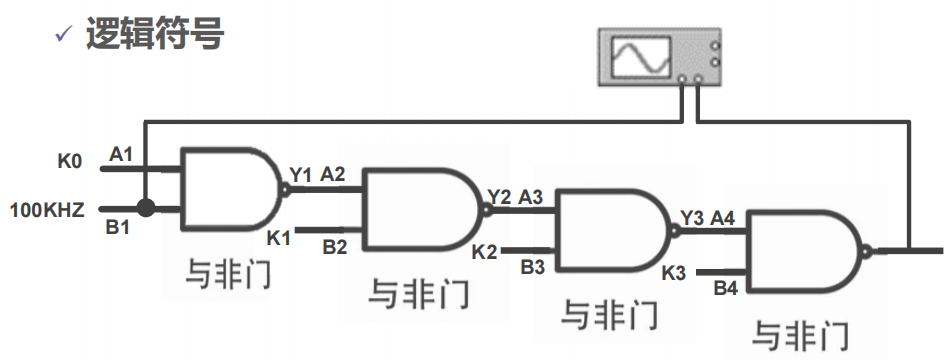 ✓ 逻辑符号
K0 A1
100KHZ B1
Y1 A2
K1 B2
Y2 A3
K2 B3
Y3 A4
K3 B4
与非门
与非门
与非门
与非门